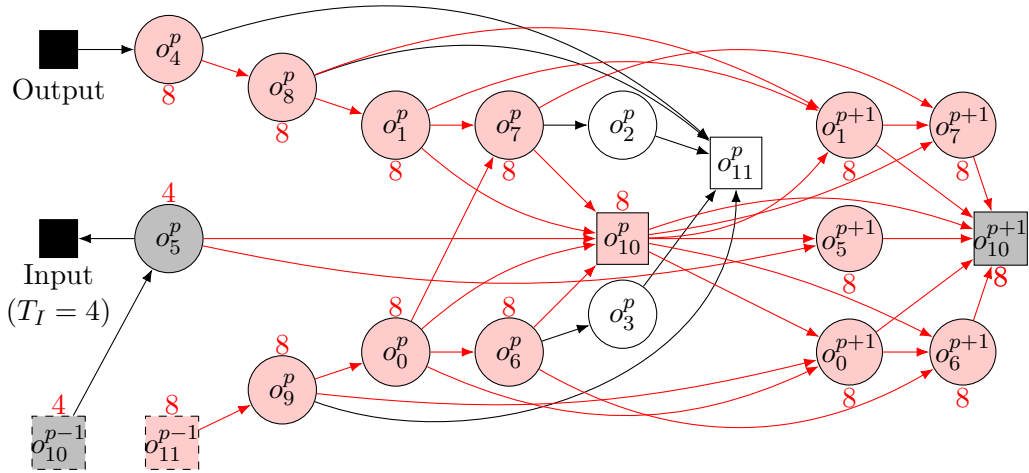 o_4^p
8
Output
o_8^p
8
o_1^p
8
o_7^p
8
o_2^p
o_11^p
o_1^{p+1}
8
o_7^{p+1}
8
4
o_5^p
Input
(T_I = 4)
8
o_10^p
o_5^{p+1}
8
o_10^{p+1}
8
8
o_9^p
8
o_0^p
8
o_6^p
o_3^p
o_0^{p+1}
8
o_6^{p+1}
8
4
o_10^{p−1}
8
o_11^{p−1}